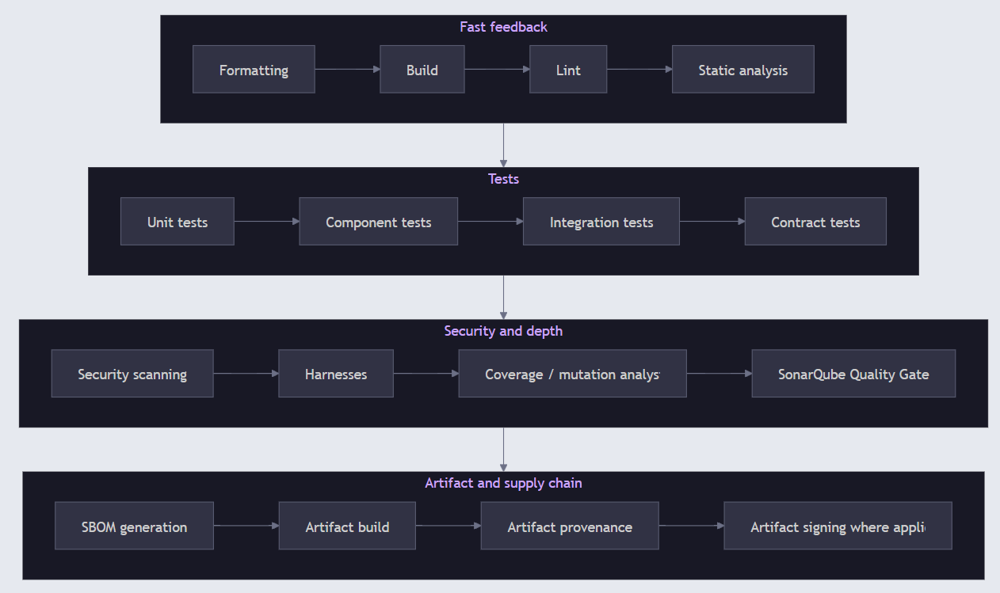 Fast feedback
Formatting
Build
Lint
Static analysis
Tests
Unit tests
Component tests
Integration tests
Contract tests
Security and depth
Security scanning
Harnesses
Coverage / mutation analys
SonarQube Quality Gate
Artifact and supply chain
SBOM generation
Artifact build
Artifact provenance
Artifact signing where appli